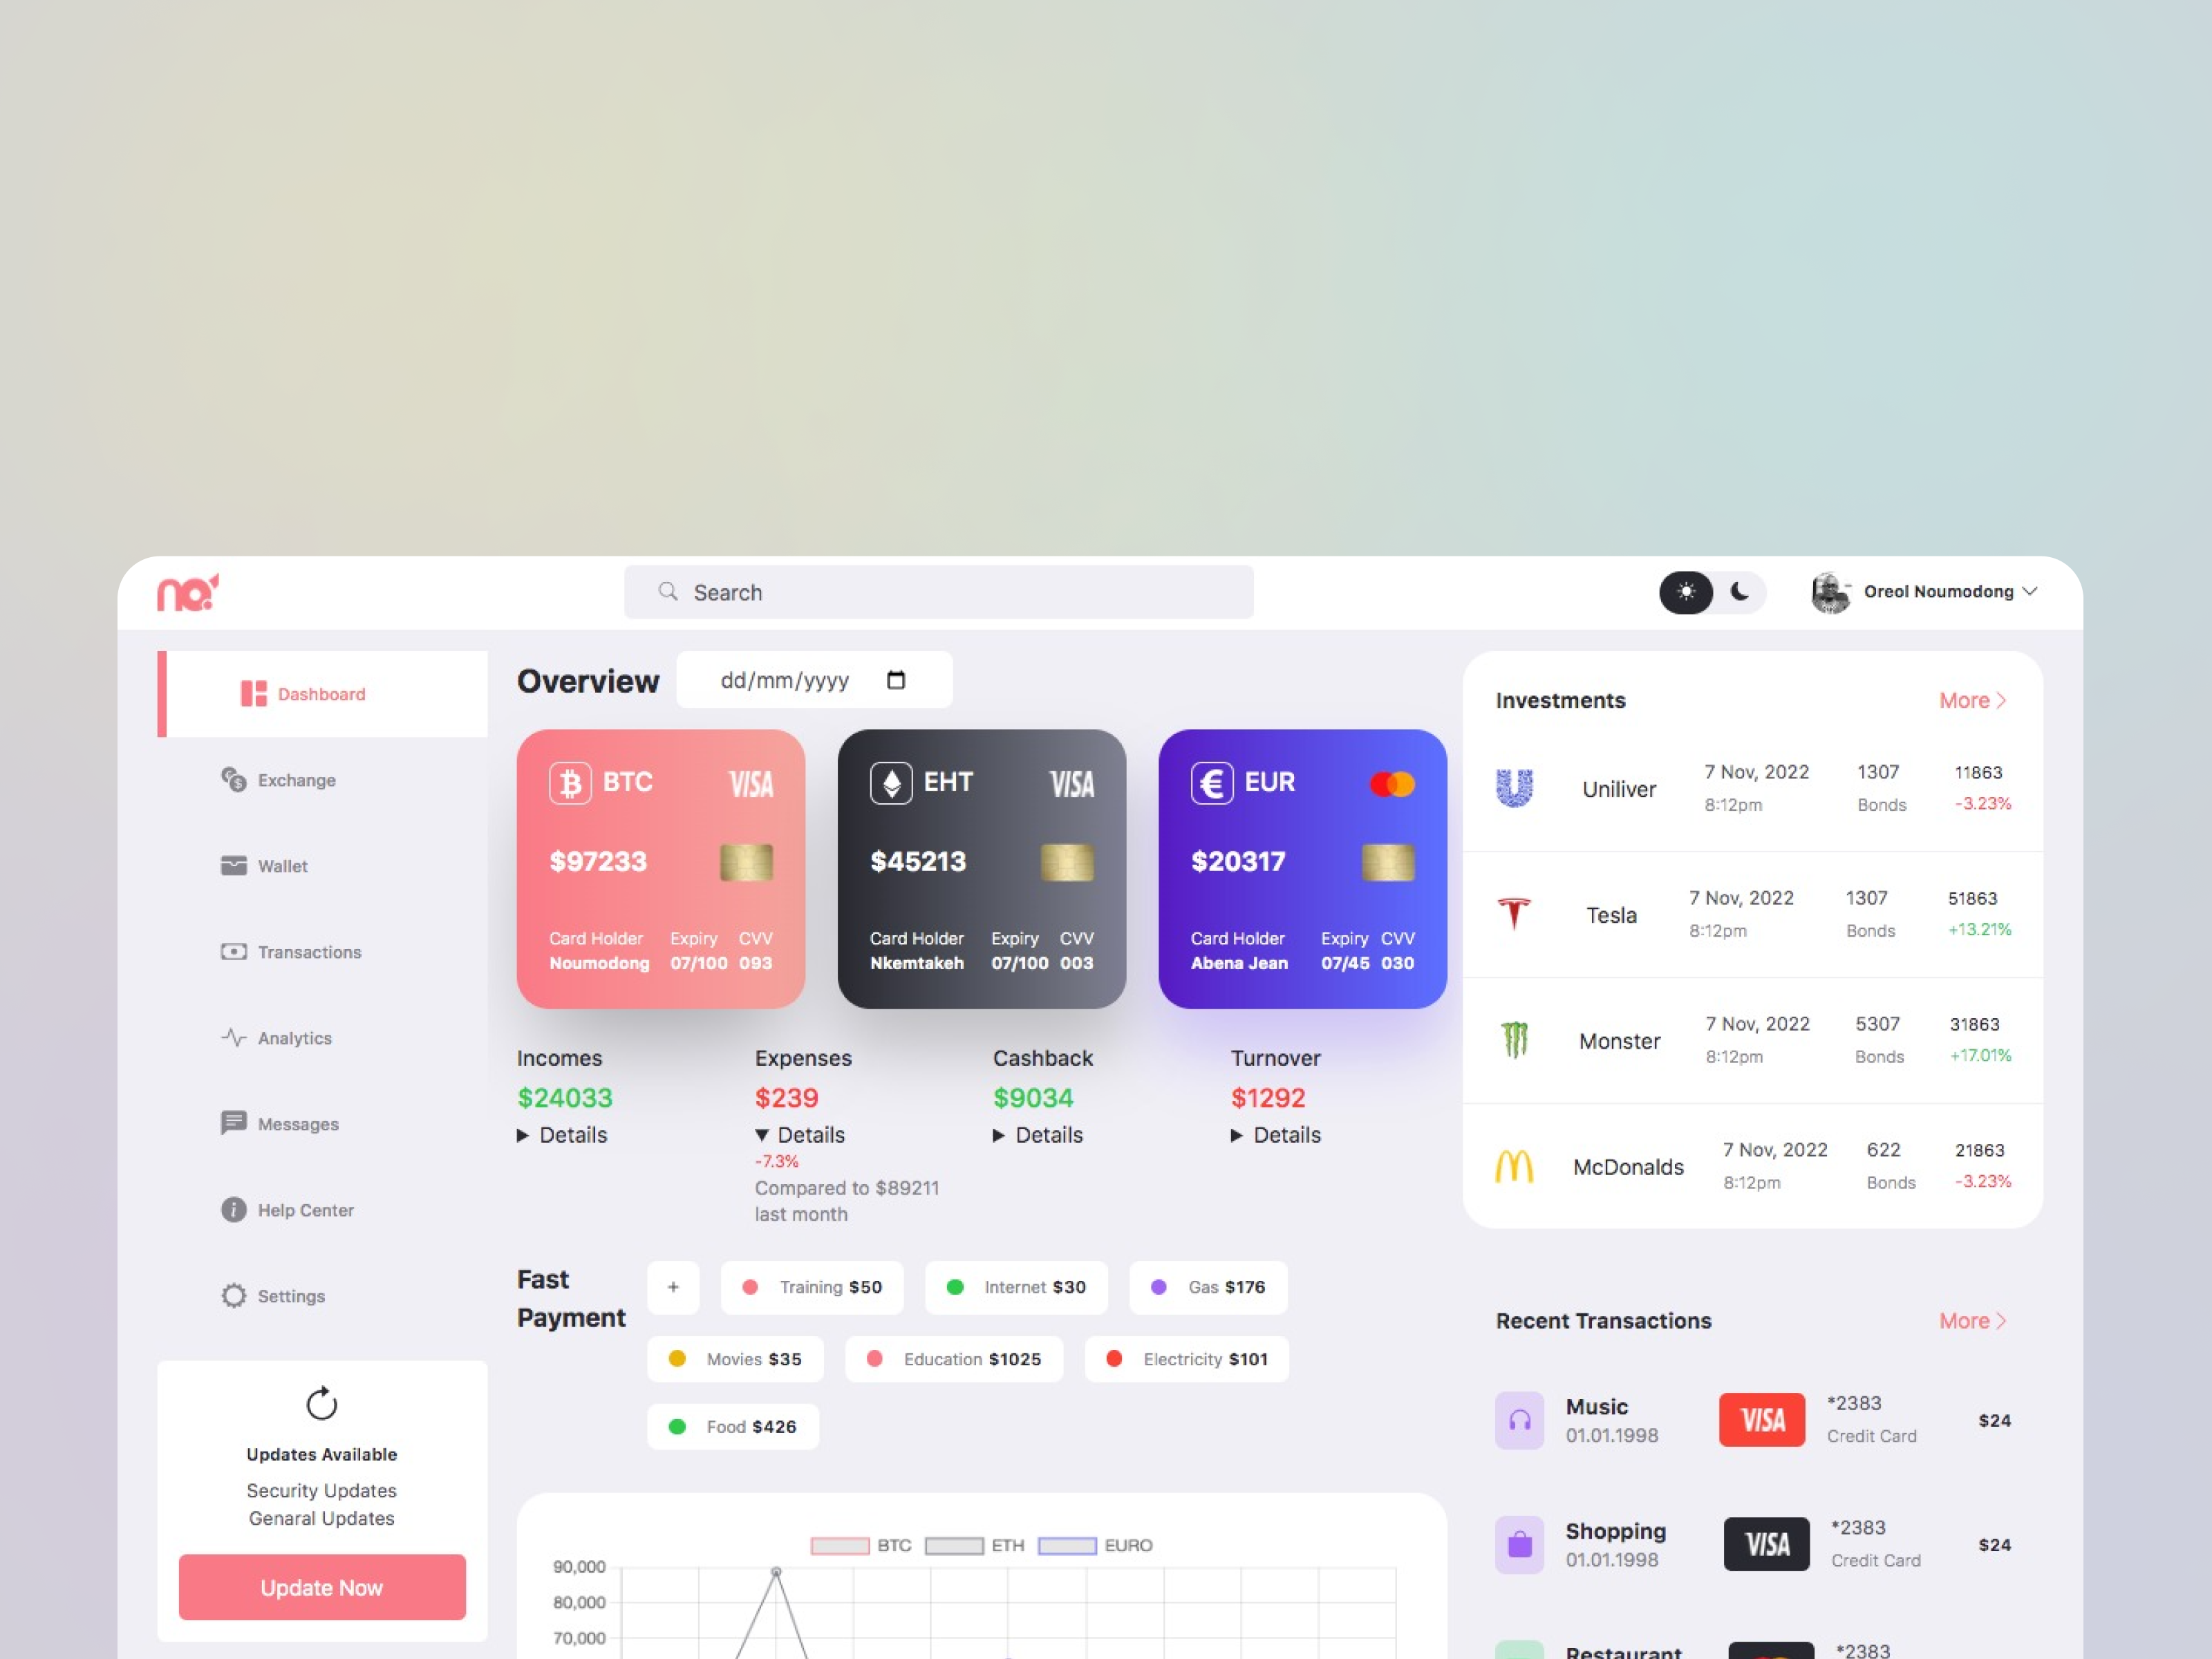 no!
Search
Oreol Noumodong
Dashboard
Exchange
Wallet
Transactions
Analytics
Messages
Help Center
Settings
Updates Available
Security Updates
Genaral Updates
Update Now
Overview
dd/mm/yyyy
BTC VISA
$97233
Card Holder Expiry CVV
Noumodong 07/100 093
EHT VISA
$45213
Card Holder Expiry CVV
Nkemtakeh 07/100 003
EUR
$20317
Card Holder Expiry CVV
Abena Jean 07/45 030
Incomes
$24033
Details
Expenses
$239
Details
-7.3%
Compared to $89211
last month
Cashback
$9034
Details
Turnover
$1292
Details
Fast
Payment
+
Training $50
Internet $30
Gas $176
Movies $35
Education $1025
Electricity $101
Food $426
BTC ETH EURO
90,000
80,000
70,000
Investments More
Uniliver 7 Nov, 2022 1307 11863
8:12pm Bonds -3.23%
Tesla 7 Nov, 2022 1307 51863
8:12pm Bonds +13.21%
Monster 7 Nov, 2022 5307 31863
8:12pm Bonds +17.01%
McDonalds 7 Nov, 2022 622 21863
8:12pm Bonds -3.23%
Recent Transactions More
Music VISA *2383 $24
01.01.1998 Credit Card
Shopping VISA *2383 $24
01.01.1998 Credit Card
Restaurant *2383